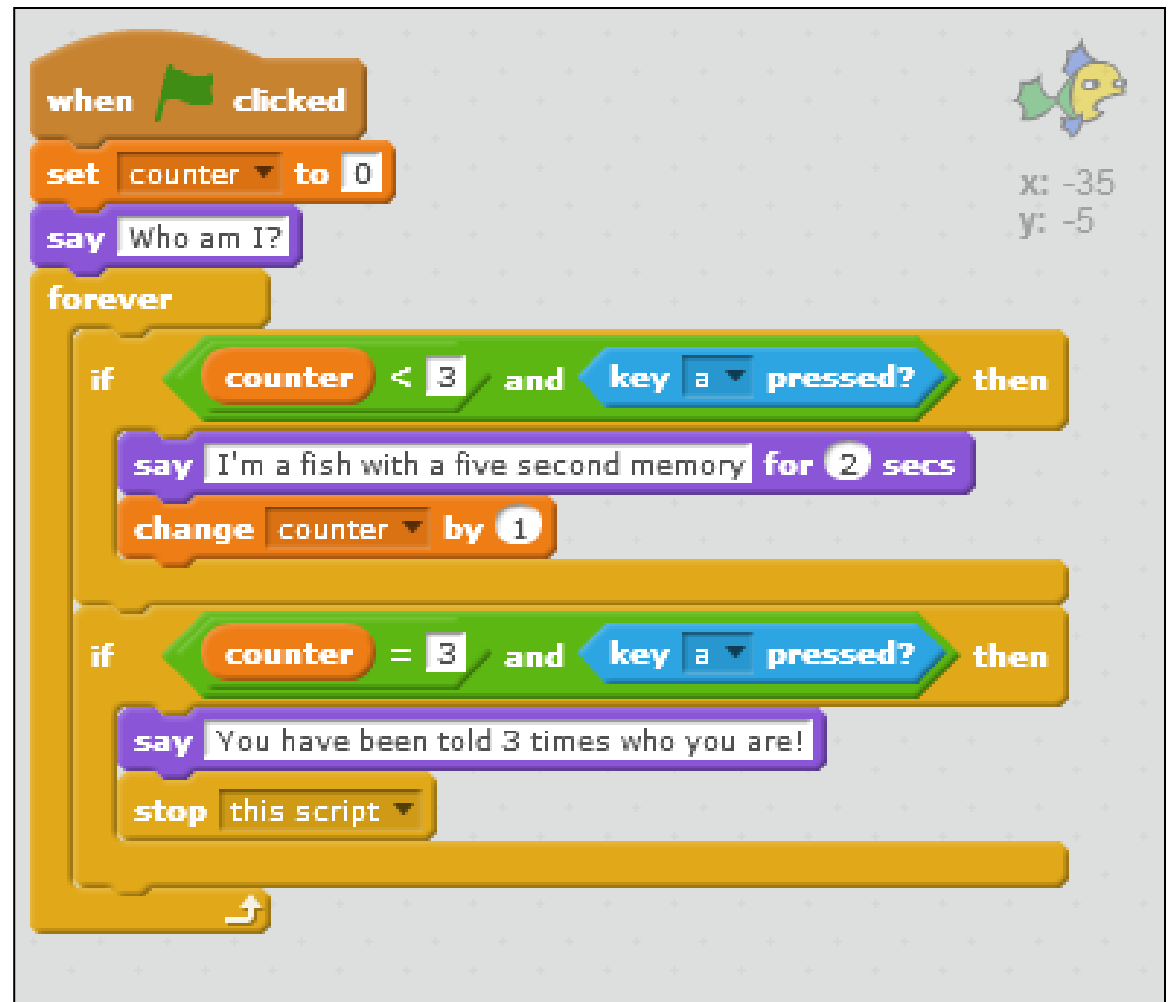 when clicked
set counter to 0
say Who am I?
x: -35
y: -5
forever
if counter < 3 and key a pressed? then
say I'm a fish with a five second memory for 2 secs
change counter by 1
if counter = 3 and key a pressed? then
say You have been told 3 times who you are!
stop this script